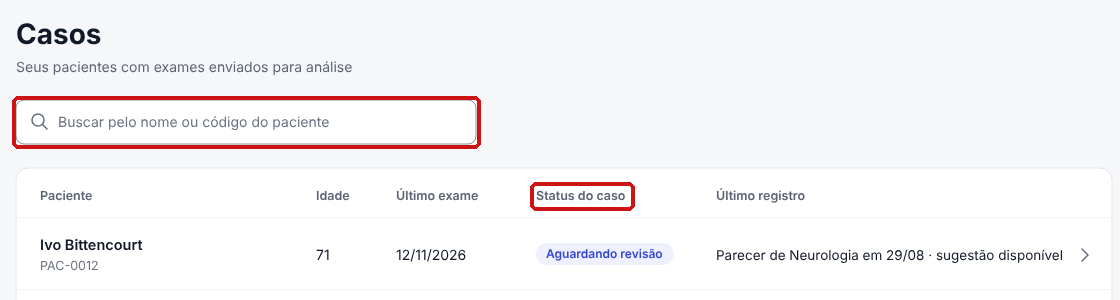 Casos
Seus pacientes com exames enviados para análise
Buscar pelo nome ou código do paciente
Paciente Idade Último exame Status do caso Último registro
Ivo Bittencourt 71 12/11/2026 Aguardando revisão Parecer de Neurologia em 29/08 · sugestão disponível
PAC-0012